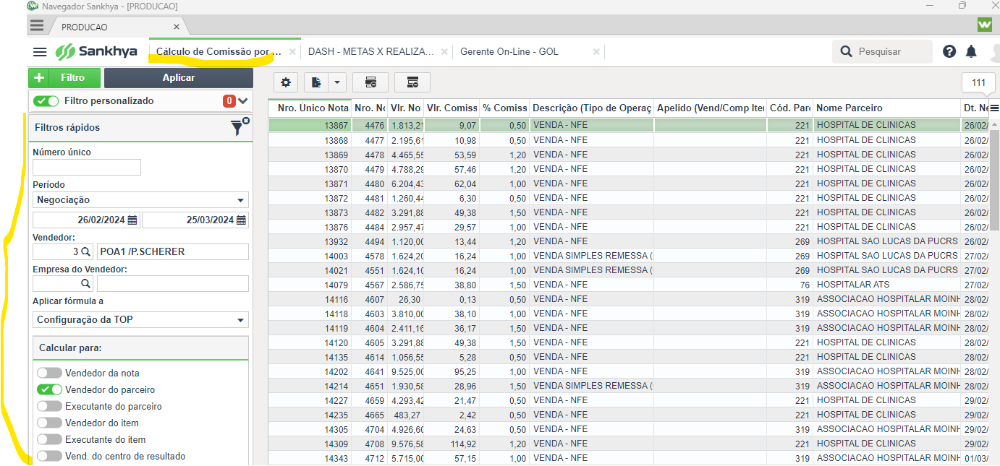 Navegador Sankhya - [PRODUCAO]
PRODUCAO
Sankhya
Cálculo de Comissão por ...
DASH - METAS X REALIZA...
Gerente On-Line - GOL
Pesquisar
Filtro Aplicar
111
Filtro personalizado 0
Filtros rápidos
Número único
Período
Negociação
26/02/2024 25/03/2024
Vendedor:
3 POA1 /P.SCHERER
Empresa do Vendedor:
Aplicar fórmula a
Configuração da TOP
Calcular para:
Vendedor da nota
Vendedor do parceiro
Executante do parceiro
Vendedor do item
Executante do item
Vend. do centro de resultado
Nro. Único Nota Nro. No Vlr. No Vlr. Comiss % Comiss Descrição (Tipo de Operaç Apelido (Vend/Comp Iter Cód. Par Nome Parceiro Dt. Ne
13867 4476 1.813,21 9,07 0,50 VENDA - NFE 221 HOSPITAL DE CLINICAS 26/02/
13868 4477 2.195,61 10,98 0,50 VENDA - NFE 221 HOSPITAL DE CLINICAS 26/02/
13869 4478 4.465,55 53,59 1,20 VENDA - NFE 221 HOSPITAL DE CLINICAS 26/02/
13870 4479 4.788,29 57,46 1,20 VENDA - NFE 221 HOSPITAL DE CLINICAS 26/02/
13871 4480 6.204,43 62,04 1,00 VENDA - NFE 221 HOSPITAL DE CLINICAS 26/02/
13872 4481 1.260,44 6,30 0,50 VENDA - NFE 221 HOSPITAL DE CLINICAS 26/02/
13873 4482 3.291,88 49,38 1,50 VENDA - NFE 221 HOSPITAL DE CLINICAS 26/02/
13876 4484 2.957,47 29,57 1,00 VENDA - NFE 221 HOSPITAL DE CLINICAS 26/02/
13932 4494 1.120,00 13,44 1,20 VENDA - NFE 269 HOSPITAL SAO LUCAS DA PUCRS 26/02/
14003 4578 1.624,20 16,24 1,00 VENDA SIMPLES REMESSA ( 269 HOSPITAL SAO LUCAS DA PUCRS 27/02/
14021 4551 1.624,10 16,24 1,00 VENDA SIMPLES REMESSA ( 269 HOSPITAL SAO LUCAS DA PUCRS 27/02/
14079 4567 2.586,75 38,80 1,50 VENDA - NFE 76 HOSPITALAR ATS 27/02/
14116 4607 26,30 0,13 0,50 VENDA - NFE 319 ASSOCIACAO HOSPITALAR MOINH 28/02/
14118 4603 3.810,00 38,10 1,00 VENDA - NFE 319 ASSOCIACAO HOSPITALAR MOINH 28/02/
14119 4604 2.411,16 36,17 1,50 VENDA - NFE 319 ASSOCIACAO HOSPITALAR MOINH 28/02/
14120 4605 3.291,88 49,38 1,50 VENDA - NFE 221 HOSPITAL DE CLINICAS 28/02/
14135 4614 1.056,55 5,28 0,50 VENDA - NFE 221 HOSPITAL DE CLINICAS 28/02/
14202 4641 9.525,00 95,25 1,00 VENDA - NFE 319 ASSOCIACAO HOSPITALAR MOINH 28/02/
14214 4651 1.930,58 28,96 1,50 VENDA SIMPLES REMESSA ( 319 ASSOCIACAO HOSPITALAR MOINH 28/02/
14227 4659 4.293,42 21,47 0,50 VENDA - NFE 221 HOSPITAL DE CLINICAS 29/02/
14235 4665 483,27 2,42 0,50 VENDA - NFE 221 HOSPITAL DE CLINICAS 29/02/
14305 4704 4.926,60 24,63 0,50 VENDA - NFE 319 ASSOCIACAO HOSPITALAR MOINH 29/02/
14309 4708 9.576,58 114,92 1,20 VENDA - NFE 221 HOSPITAL DE CLINICAS 29/02/
14343 4712 5.715,00 57,15 1,00 VENDA - NFE 319 ASSOCIACAO HOSPITALAR MOINH 01/03/